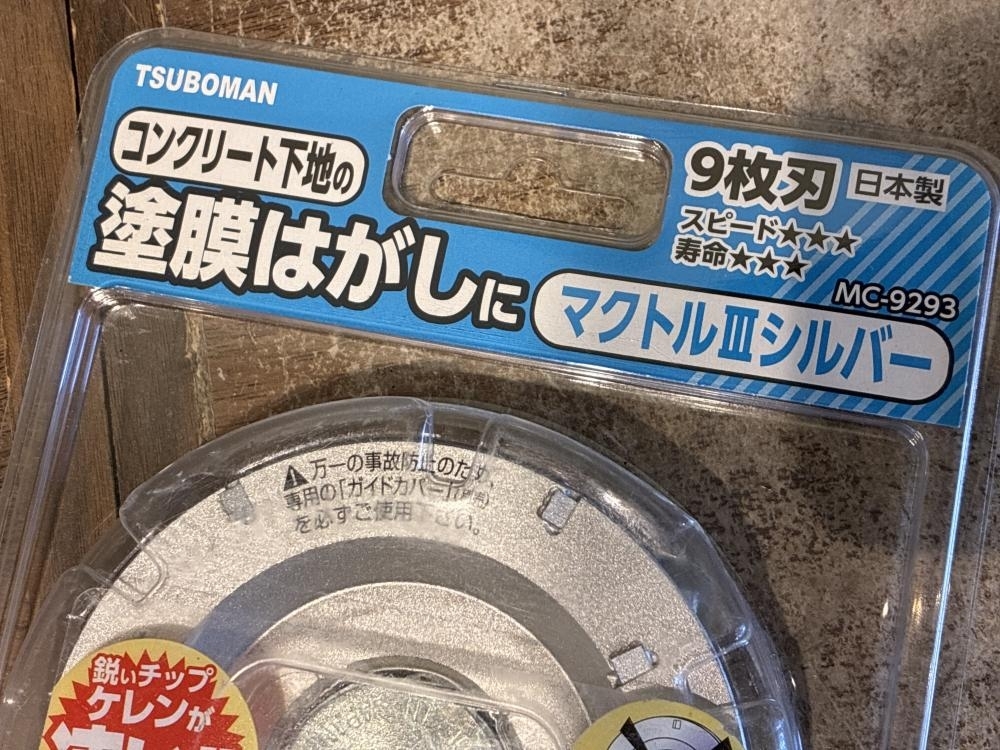 TSUBOMAN
コンクリート下地の
塗膜はがしに
9枚刃 日本製
スピード★★★
寿命★★★
MC-9293
マクトルⅢシルバー
⚠万一の事故防止のため、
専用の「ガイドカバー」
を必ずご使用下さい。
鋭いチップ
ケレンが